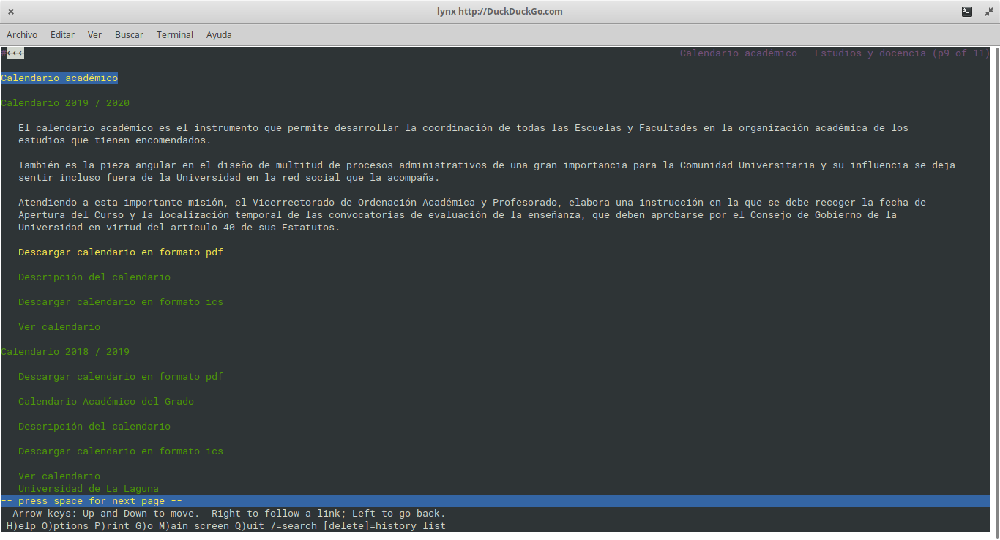 lynx http://DuckDuckGo.com
Archivo Editar Ver Buscar Terminal Ayuda
#←←← Calendario académico - Estudios y docencia (p9 of 11)
Calendario académico
Calendario 2019 / 2020
El calendario académico es el instrumento que permite desarrollar la coordinación de todas las Escuelas y Facultades en la organización académica de los
estudios que tienen encomendados.
También es la pieza angular en el diseño de multitud de procesos administrativos de una gran importancia para la Comunidad Universitaria y su influencia se deja
sentir incluso fuera de la Universidad en la red social que la acompaña.
Atendiendo a esta importante misión, el Vicerrectorado de Ordenación Académica y Profesorado, elabora una instrucción en la que se debe recoger la fecha de
Apertura del Curso y la localización temporal de las convocatorias de evaluación de la enseñanza, que deben aprobarse por el Consejo de Gobierno de la
Universidad en virtud del artículo 40 de sus Estatutos.
Descargar calendario en formato pdf
Descripción del calendario
Descargar calendario en formato ics
Ver calendario
Calendario 2018 / 2019
Descargar calendario en formato pdf
Calendario Académico del Grado
Descripción del calendario
Descargar calendario en formato ics
Ver calendario
Universidad de La Laguna
-- press space for next page --
Arrow keys: Up and Down to move. Right to follow a link; Left to go back.
H)elp O)ptions P)rint G)o M)ain screen Q)uit /=search [delete]=history list